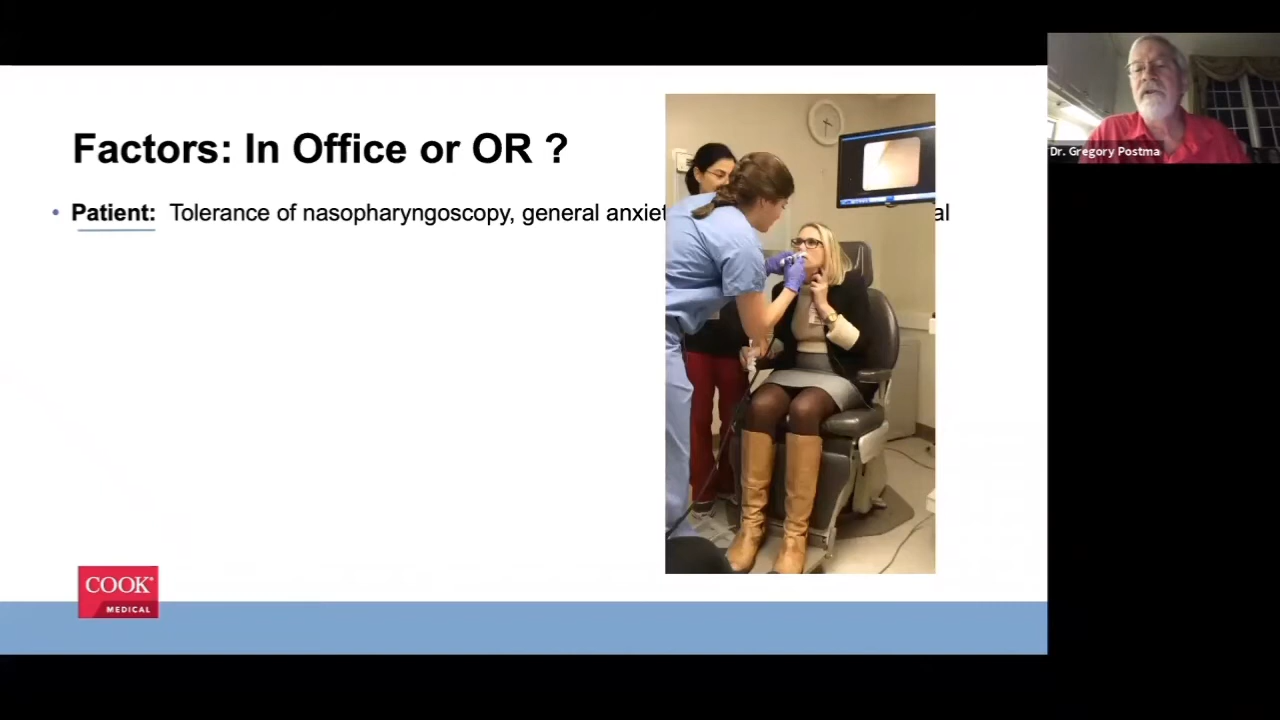 Factors: In Office or OR ?
• Patient: Tolerance of nasopharyngoscopy, general anxiet al
COOK®
MEDICAL
Dr. Gregory Postma